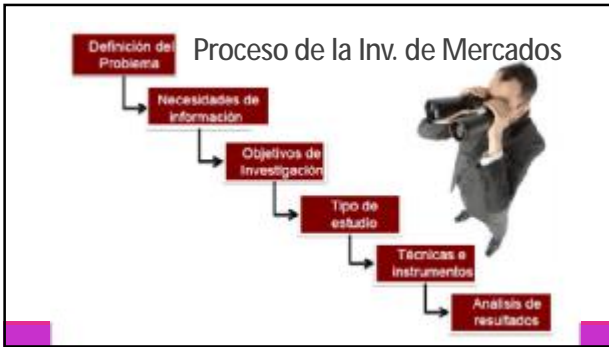 Proceso de la Inv. de Mercados
Definición del
Problema
Necesidades de
información
Objetivos de
Investigación
Tipo de
estudio
Técnicas e
instrumentos
Análisis de
resultados